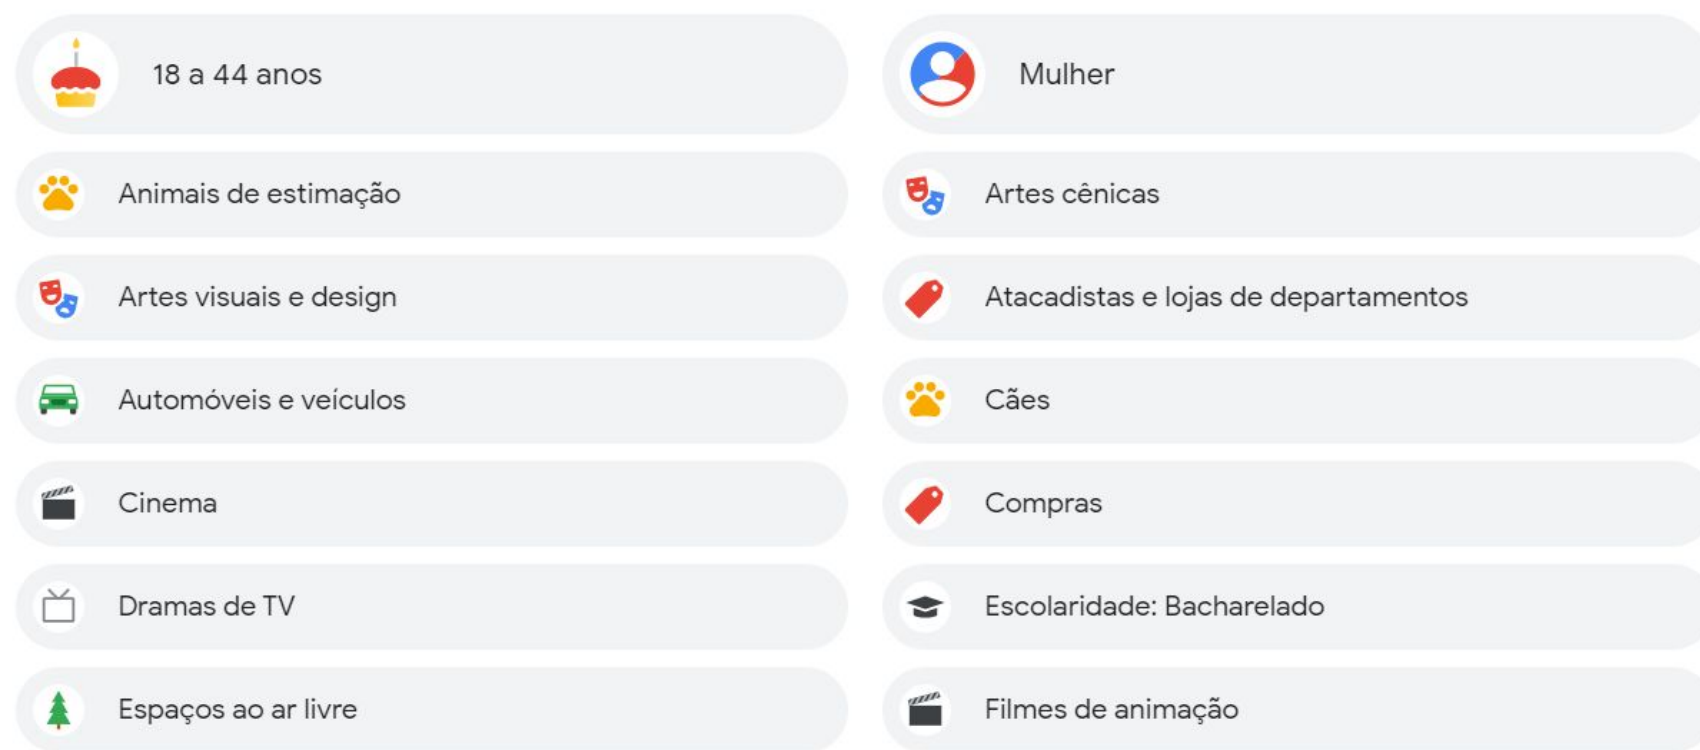 18 a 44 anos
Mulher
Animais de estimação
Artes cênicas
Artes visuais e design
Atacadistas e lojas de departamentos
Automóveis e veículos
Cães
Cinema
Compras
Dramas de TV
Escolaridade: Bacharelado
Espaços ao ar livre
Filmes de animação